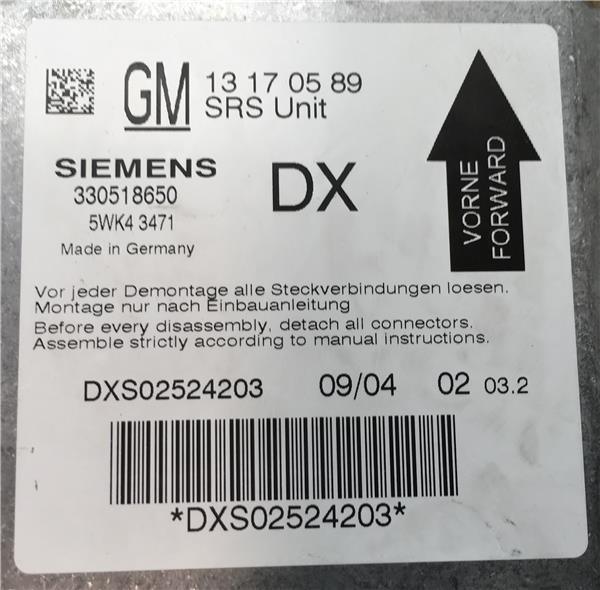 GM 13 17 05 89
SRS Unit
SIEMENS
330518650
5WK4 3471
Made in Germany
DX
VORNE
FORWARD
Vor jeder Demontage alle Steckverbindungen loesen.
Montage nur nach Einbauanleitung
Before every disassembly, detach all connectors.
Assemble strictly according to manual instructions.
DXS02524203 09/04 02 03.2
*DXS02524203*